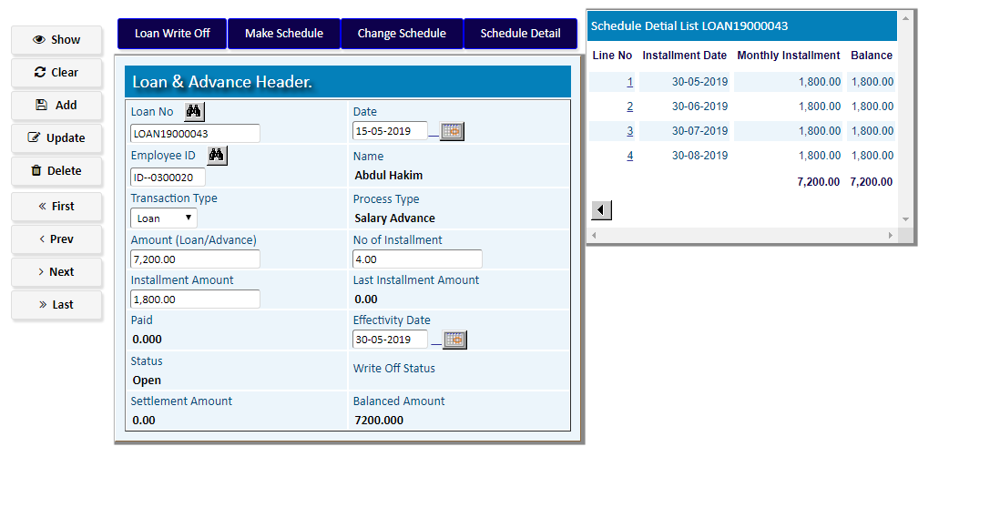 Show
Clear
Add
Update
Delete
First
Prev
Next
Last
Loan Write Off Make Schedule Change Schedule Schedule Detail
Loan & Advance Header.
Loan No Date
LOAN19000043 15-05-2019
Employee ID Name
ID--0300020 Abdul Hakim
Transaction Type Process Type
Loan Salary Advance
Amount (Loan/Advance) No of Installment
7,200.00 4.00
Installment Amount Last Installment Amount
1,800.00 0.00
Paid Effectivity Date
0.000 30-05-2019
Status Write Off Status
Open
Settlement Amount Balanced Amount
0.00 7200.000
Schedule Detial List LOAN19000043
Line No Installment Date Monthly Installment Balance
1 30-05-2019 1,800.00 1,800.00
2 30-06-2019 1,800.00 1,800.00
3 30-07-2019 1,800.00 1,800.00
4 30-08-2019 1,800.00 1,800.00
7,200.00 7,200.00